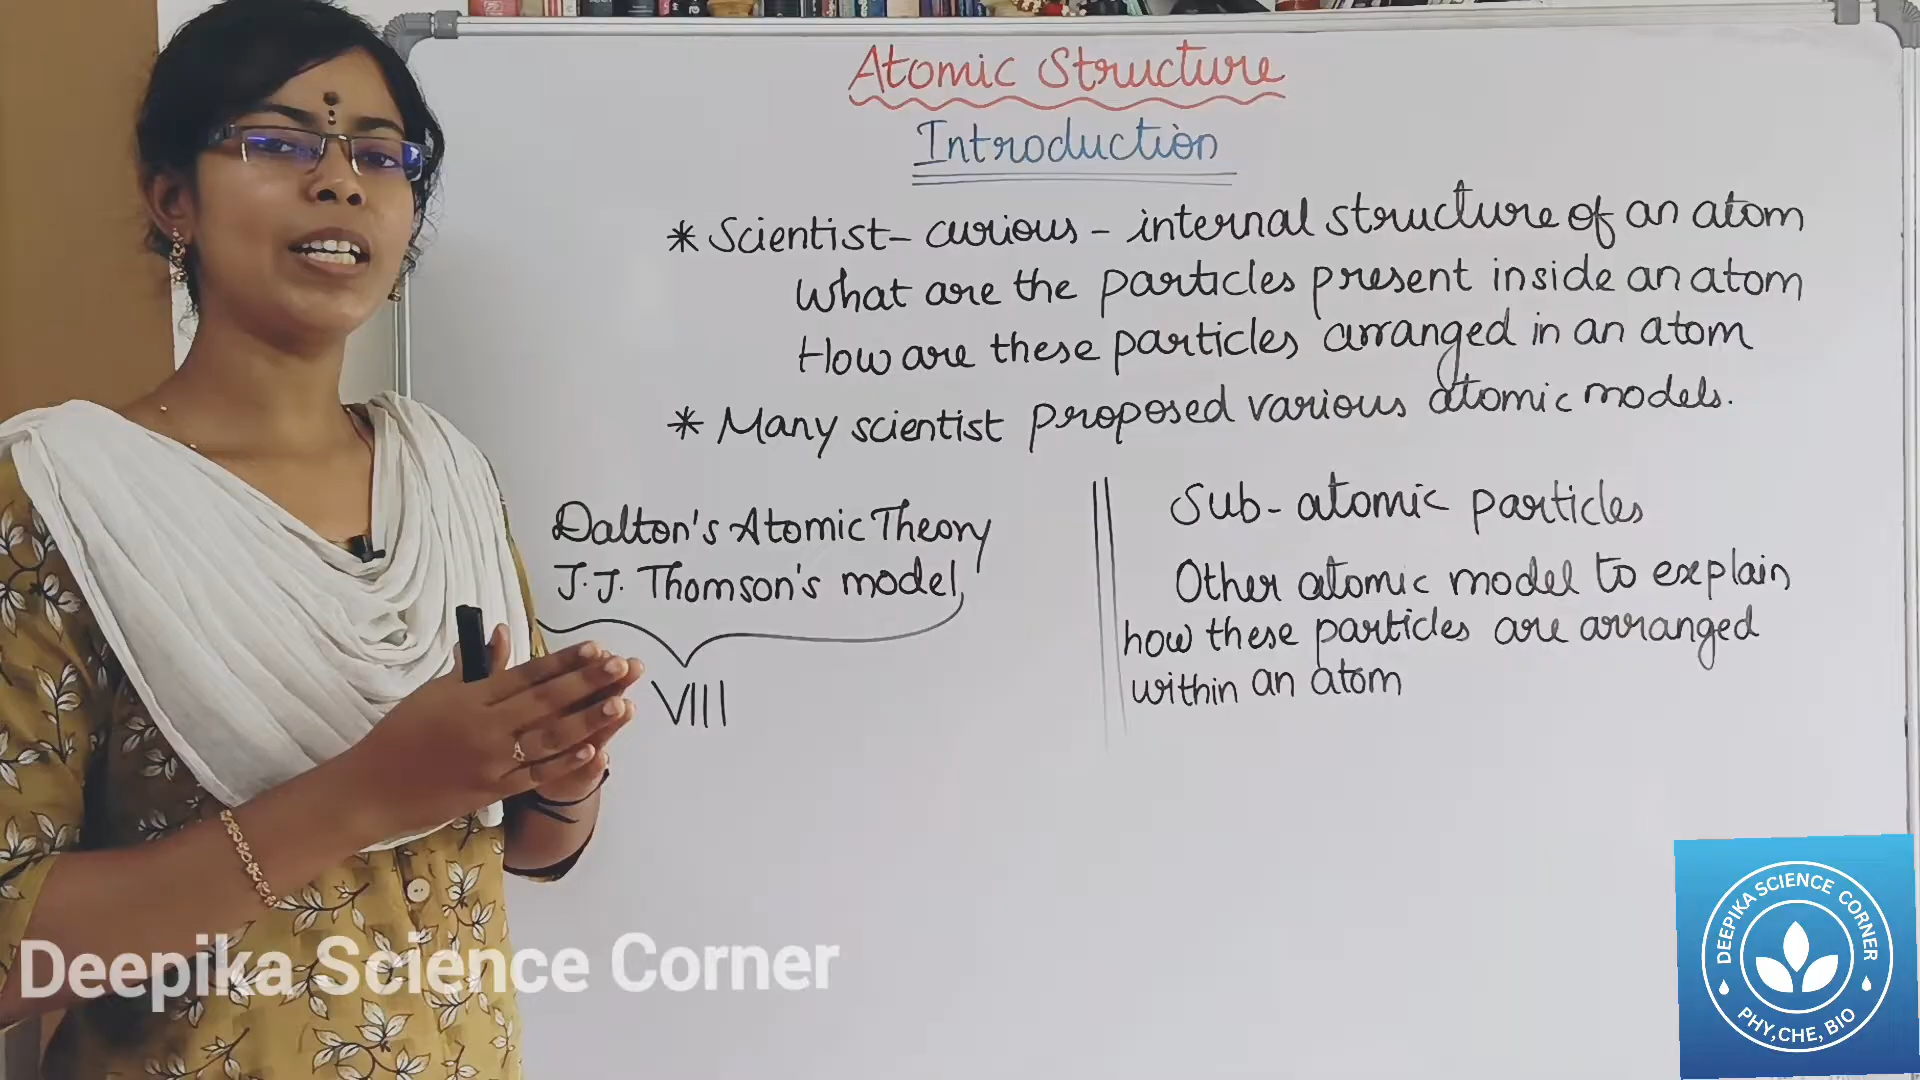 Atomic Structure
Introduction
* Scientist - curious - internal structure of an atom
What are the particles present inside an atom
How are these particles arranged in an atom
* Many scientist proposed various atomic models.
Dalton's Atomic Theory
J.J. Thomson's model
VIII
Sub-atomic particles
Other atomic model to explain
how these particles are arranged
within an atom
Deepika Science Corner
DEEPIKA SCIENCE CORNER
PHY,CHE, BIO